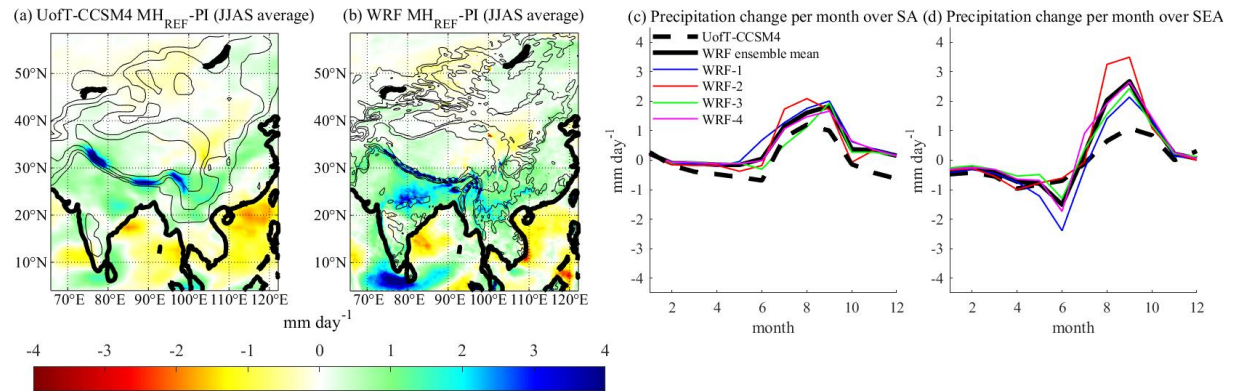 (a) UofT-CCSM4 MH_REF-PI (JJAS average)
50°N
40°N
30°N
20°N
10°N
70°E 80°E 90°E 100°E 110°E 120°E
(b) WRF MH_REF-PI (JJAS average)
50°N
40°N
30°N
20°N
10°N
70°E 80°E 90°E 100°E 110°E 120°E
mm day-1
-4 -3 -2 -1 0 1 2 3 4
(c) Precipitation change per month over SA
UofT-CCSM4
WRF ensemble mean
WRF-1
WRF-2
WRF-3
WRF-4
mm day-1
4
3
2
1
0
-1
-2
-3
-4
2 4 6 8 10 12
month
(d) Precipitation change per month over SEA
mm day-1
4
3
2
1
0
-1
-2
-3
-4
2 4 6 8 10 12
month